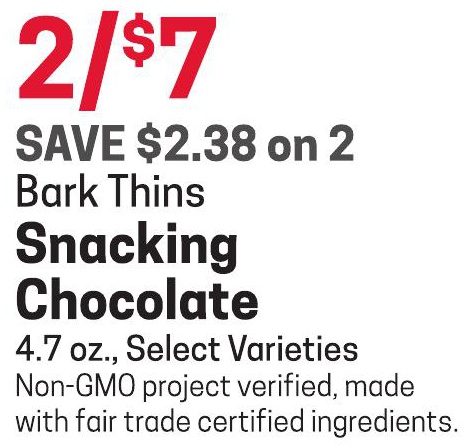 2/$7
SAVE $2.38 on 2
Bark Thins
Snacking
Chocolate
4.7 oz., Select Varieties
Non-GMO project verified, made
with fair trade certified ingredients.